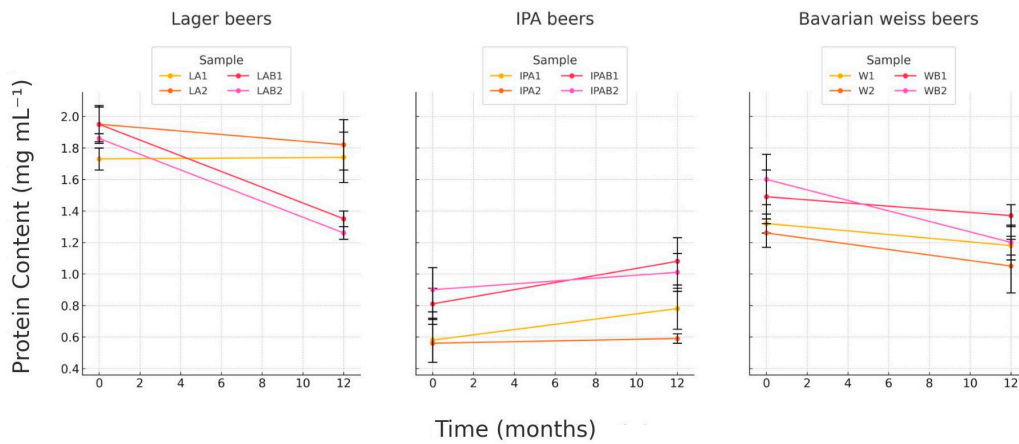 Lager beers
IPA beers
Bavarian weiss beers
Sample
LA1 LAB1
LA2 LAB2
Sample
IPA1 IPAB1
IPA2 IPAB2
Sample
W1 WB1
W2 WB2
Protein Content (mg mL⁻¹)
2.0
1.8
1.6
1.4
1.2
1.0
0.8
0.6
0.4
0 2 4 6 8 10 12
0 2 4 6 8 10 12
0 2 4 6 8 10 12
Time (months)